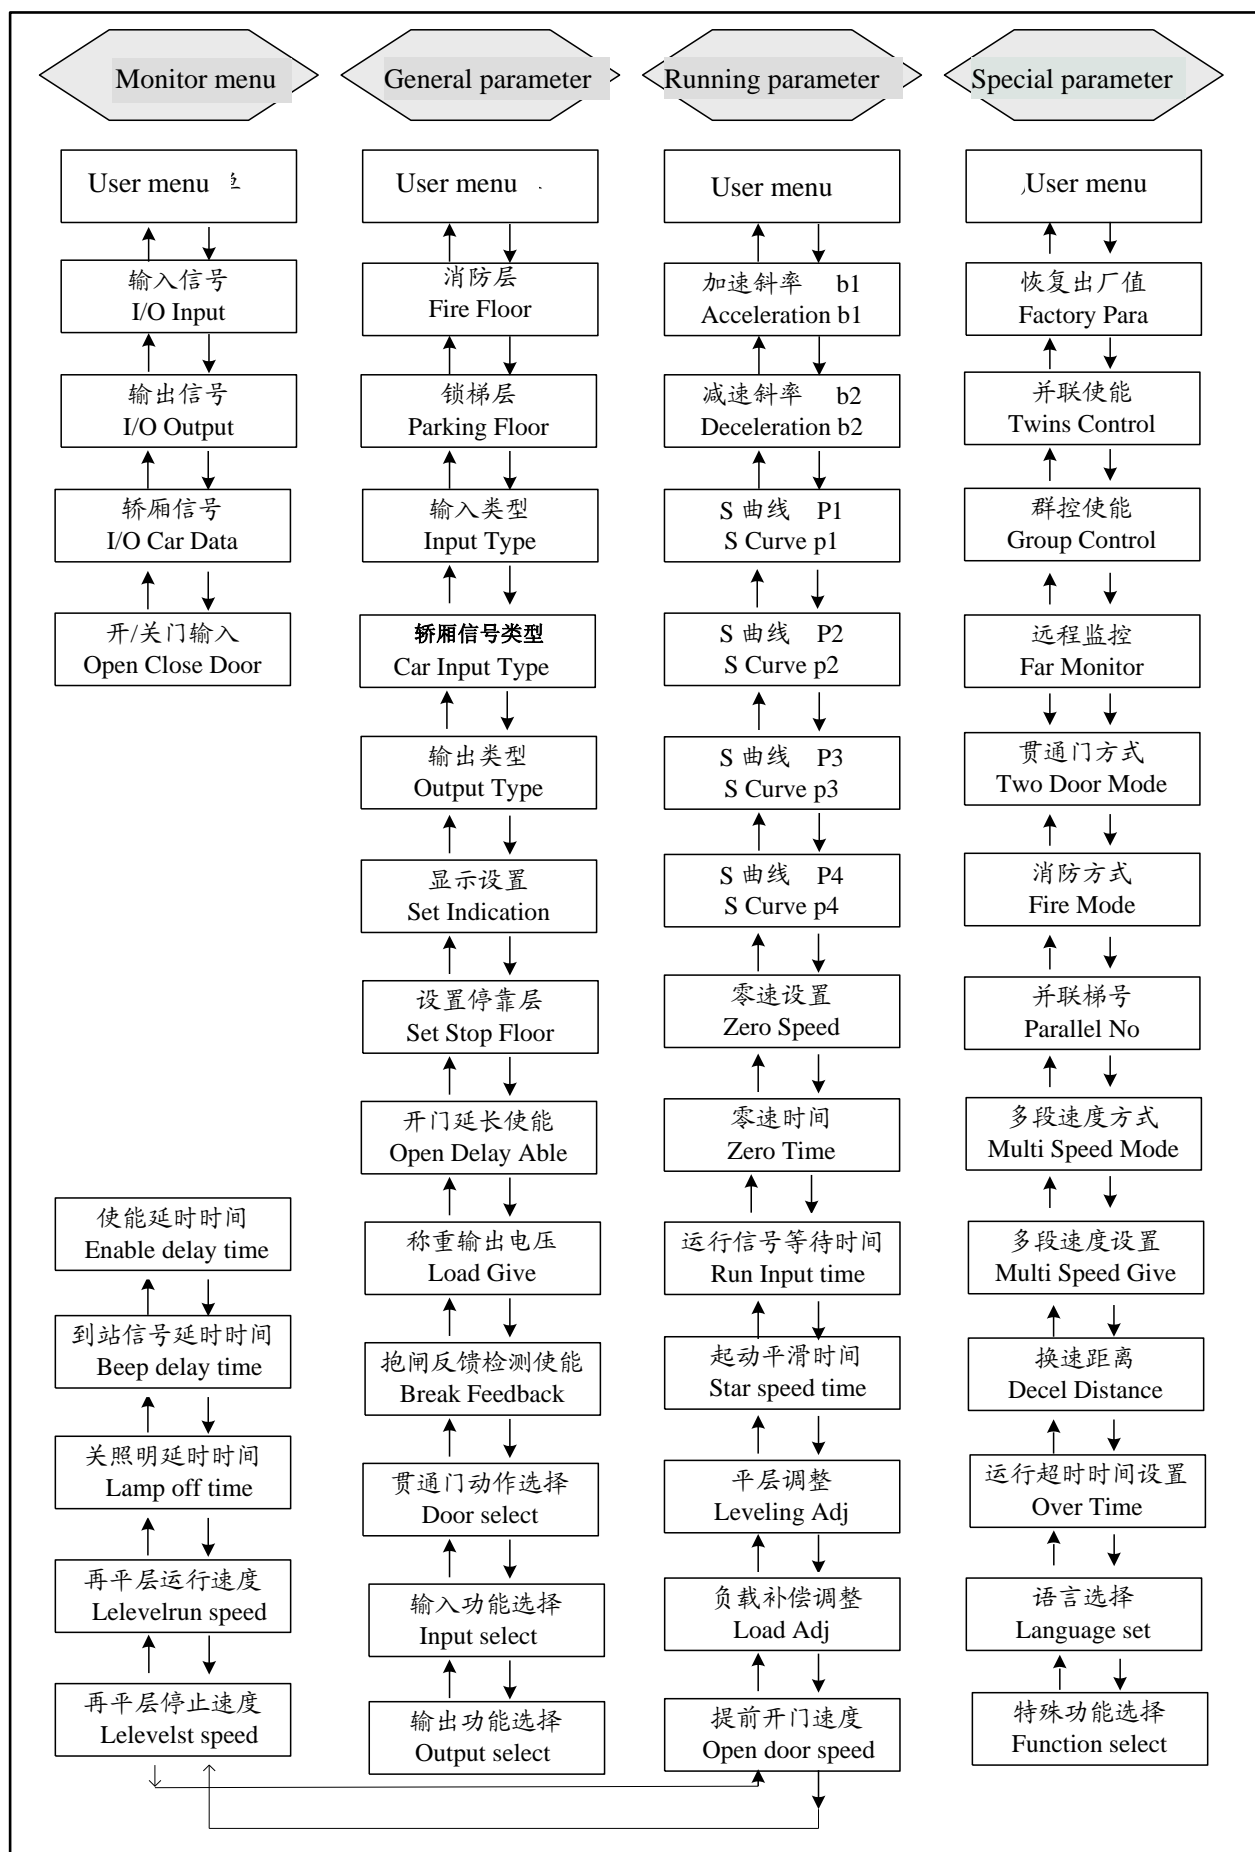 Monitor menu
General parameter
Running parameter
Special parameter
User menu
输入信号
I/O Input
输出信号
I/O Output
轿厢信号
I/O Car Data
开/关门输入
Open Close Door
使能延时时间
Enable delay time
到站信号延时时间
Beep delay time
关照明延时时间
Lamp off time
再平层运行速度
Lelevelrun speed
再平层停止速度
Lelevelst speed
User menu
消防层
Fire Floor
锁梯层
Parking Floor
输入类型
Input Type
轿厢信号类型
Car Input Type
输出类型
Output Type
显示设置
Set Indication
设置停靠层
Set Stop Floor
开门延长使能
Open Delay Able
称重输出电压
Load Give
抱闸反馈检测使能
Break Feedback
贯通门动作选择
Door select
输入功能选择
Input select
输出功能选择
Output select
User menu
加速斜率 b1
Acceleration b1
减速斜率 b2
Deceleration b2
S 曲线 P1
S Curve p1
S 曲线 P2
S Curve p2
S 曲线 P3
S Curve p3
S 曲线 P4
S Curve p4
零速设置
Zero Speed
零速时间
Zero Time
运行信号等待时间
Run Input time
起动平滑时间
Star speed time
平层调整
Leveling Adj
负载补偿调整
Load Adj
提前开门速度
Open door speed
User menu
恢复出厂值
Factory Para
并联使能
Twins Control
群控使能
Group Control
远程监控
Far Monitor
贯通门方式
Two Door Mode
消防方式
Fire Mode
并联梯号
Parallel No
多段速度方式
Multi Speed Mode
多段速度设置
Multi Speed Give
换速距离
Decel Distance
运行超时时间设置
Over Time
语言选择
Language set
特殊功能选择
Function select